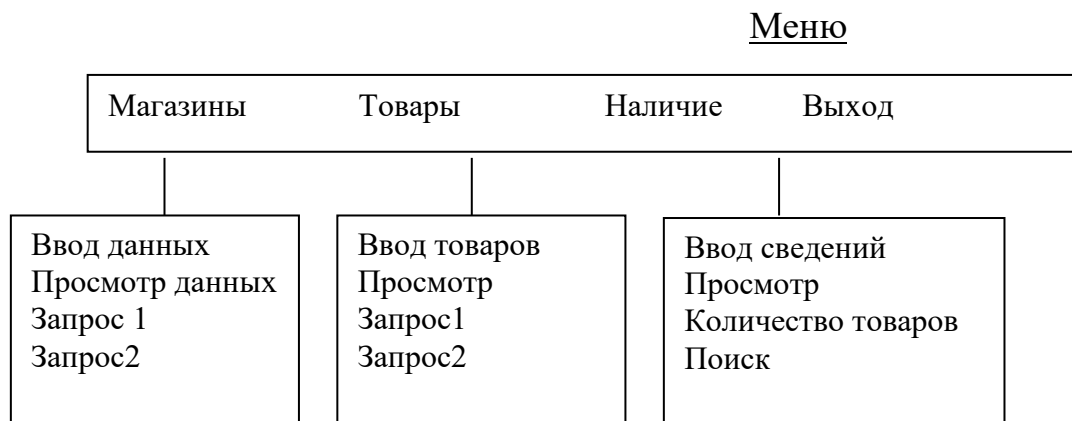 Меню
Магазины Товары Наличие Выход
Ввод данных
Просмотр данных
Запрос 1
Запрос2
Ввод товаров
Просмотр
Запрос1
Запрос2
Ввод сведений
Просмотр
Количество товаров
Поиск